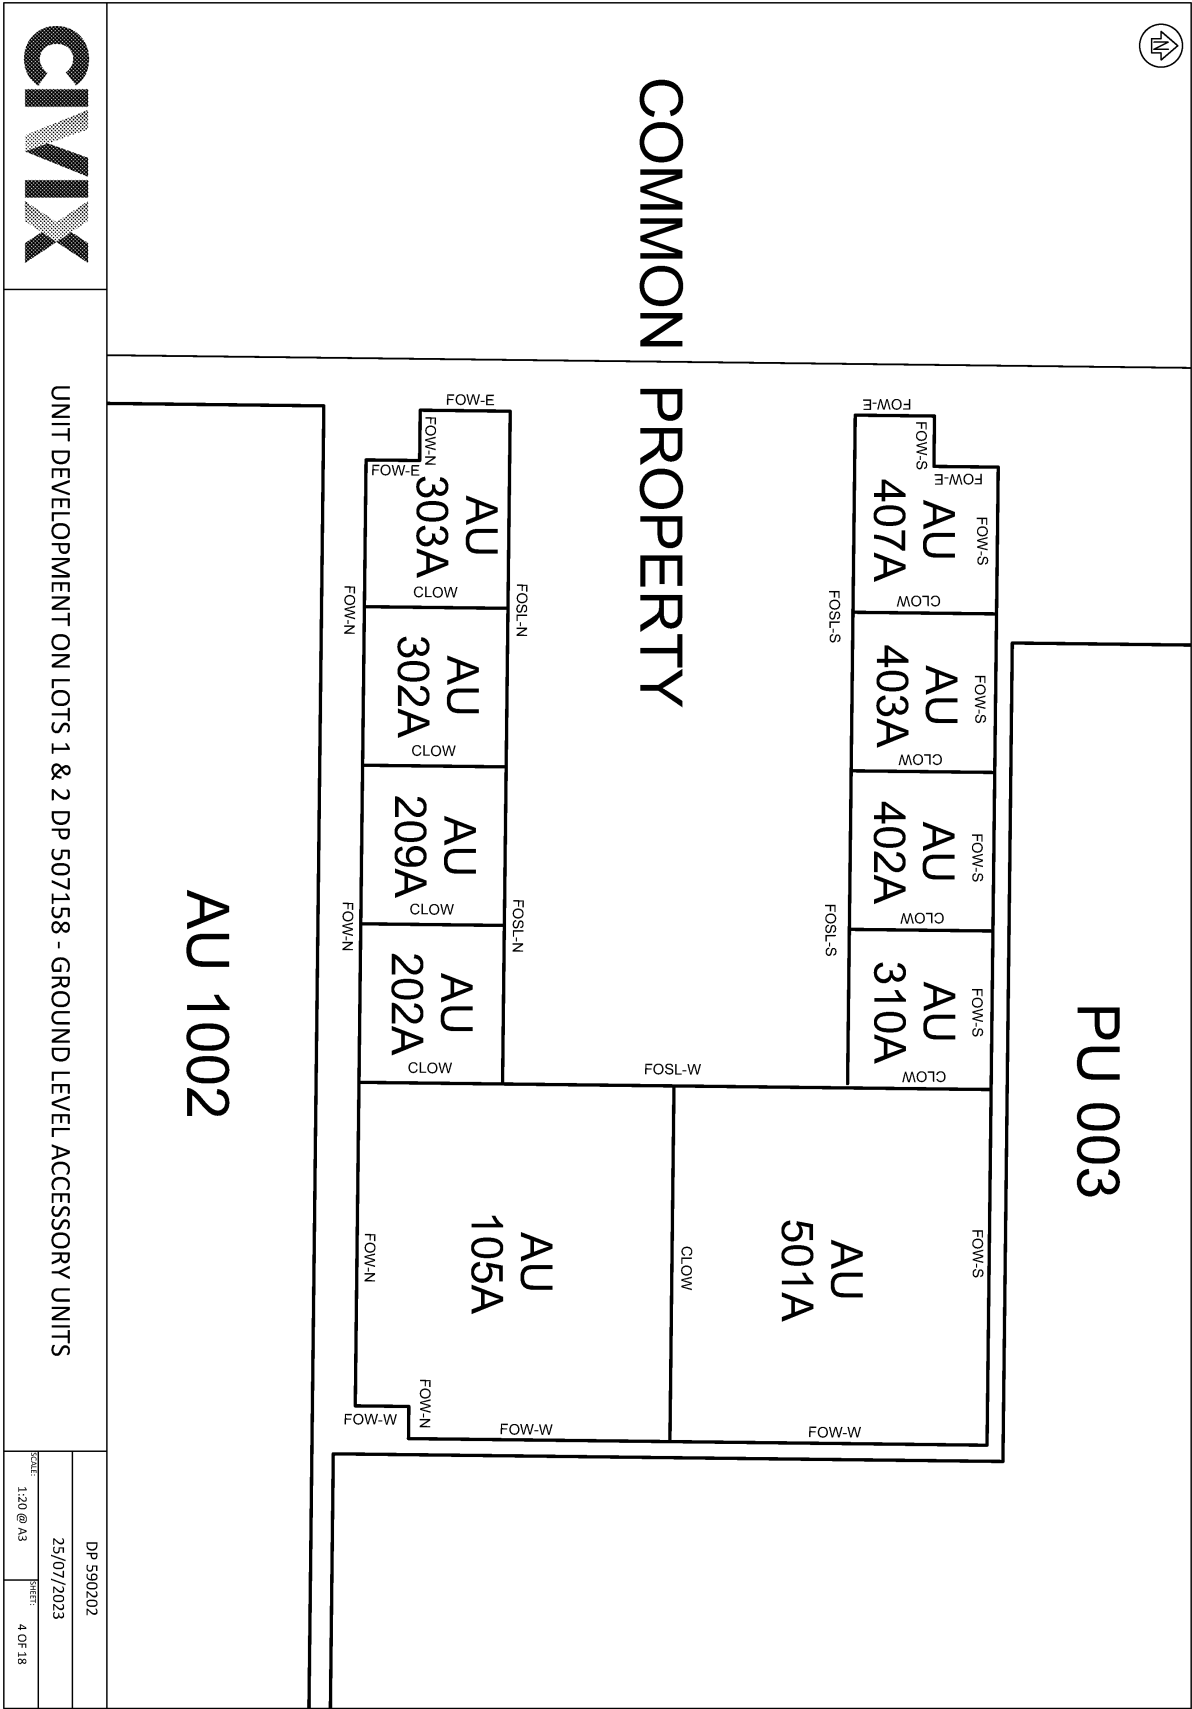 N
COMMON PROPERTY
PU 003
FOW-E
FOW-S
FOW-E
FOW-S
AU
407A
CLOW
FOSL-S
FOW-S
AU
403A
CLOW
FOW-S
AU
402A
CLOW
FOSL-S
FOW-S
AU
310A
CLOW
FOSL-W
FOW-S
AU
501A
FOW-W
CLOW
AU
105A
FOW-W
FOW-N
FOW-N
FOW-W
FOW-E
FOW-N
FOW-E
AU
303A
CLOW
FOSL-N
FOW-N
AU
302A
CLOW
AU
209A
CLOW
FOSL-N
FOW-N
AU
202A
CLOW
AU 1002
CIVIX
UNIT DEVELOPMENT ON LOTS 1 & 2 DP 507158 - GROUND LEVEL ACCESSORY UNITS
DP 590202
25/07/2023
SCALE: 1:20 @ A3
SHEET: 4 OF 18